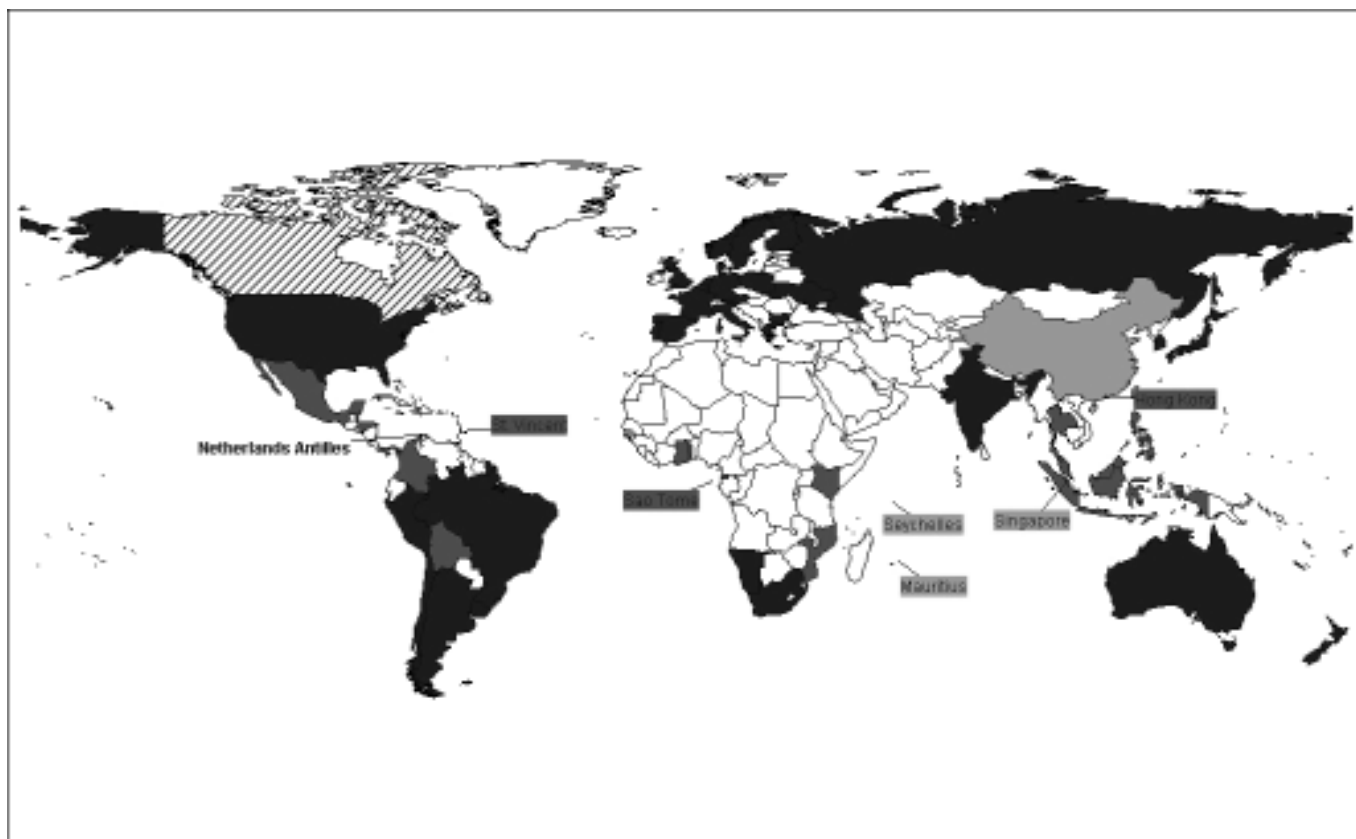 St. Vincent
Hong Kong
Netherlands Antilles
Sao Tome
Seychelles
Singapore
Mauritius